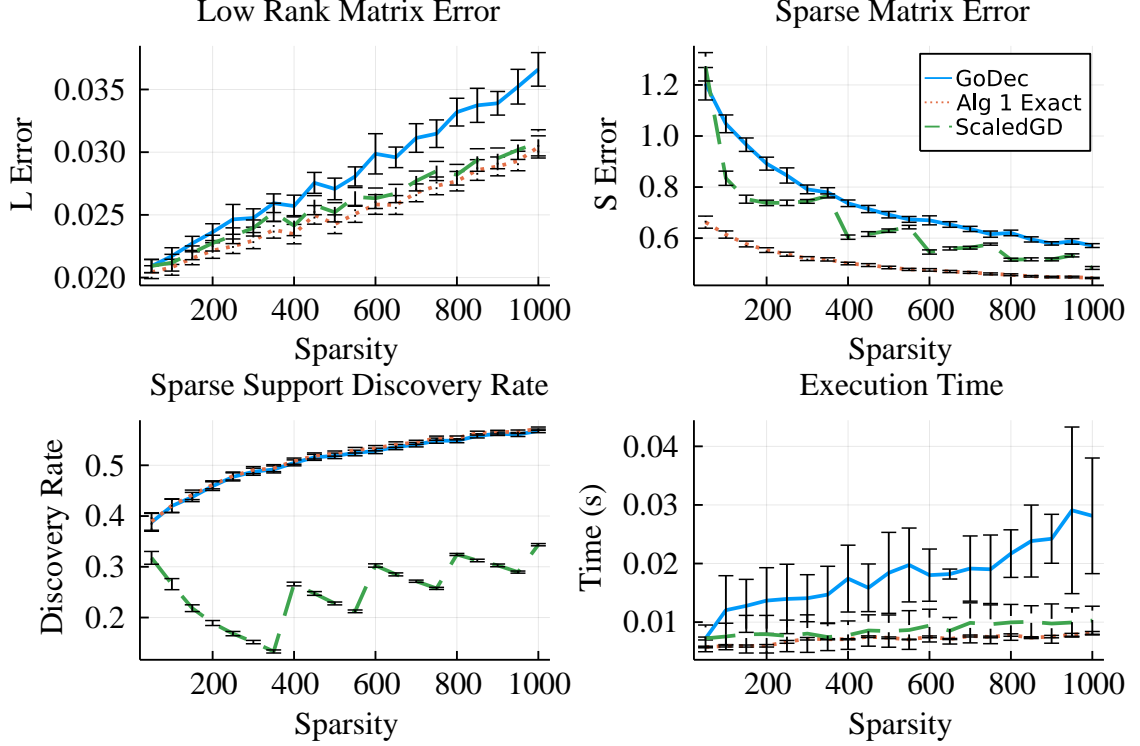 Low Rank Matrix Error
L Error
0.035
0.030
0.025
0.020
200 400 600 800 1000
Sparsity
Sparse Matrix Error
S Error
1.2
1.0
0.8
0.6
GoDec
Alg 1 Exact
ScaledGD
200 400 600 800 1000
Sparsity
Sparse Support Discovery Rate
Discovery Rate
0.5
0.4
0.3
0.2
200 400 600 800 1000
Sparsity
Execution Time
Time (s)
0.04
0.03
0.02
0.01
200 400 600 800 1000
Sparsity